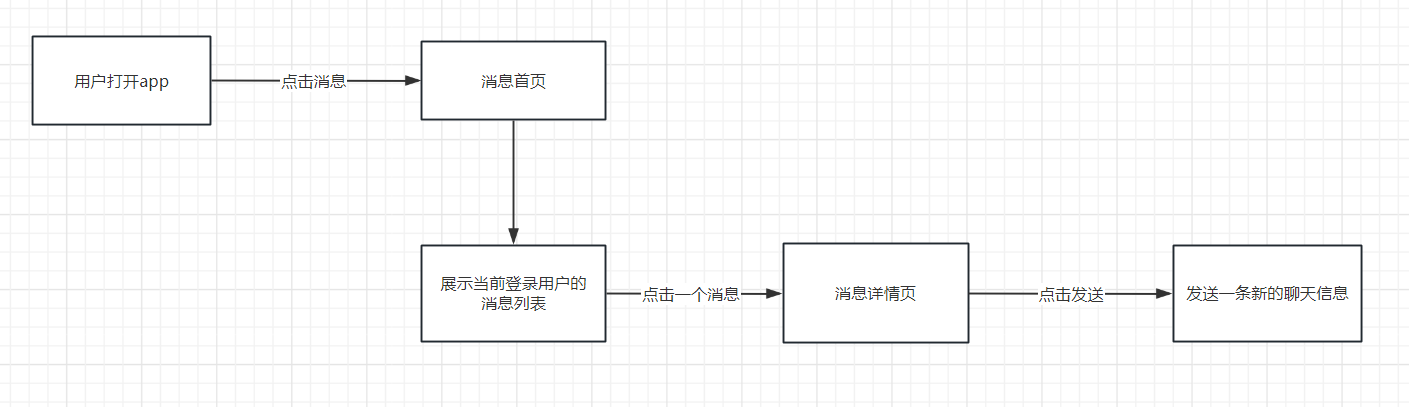 用户打开app
点击消息
消息首页
展示当前登录用户的
消息列表
点击一个消息
消息详情页
点击发送
发送一条新的聊天信息